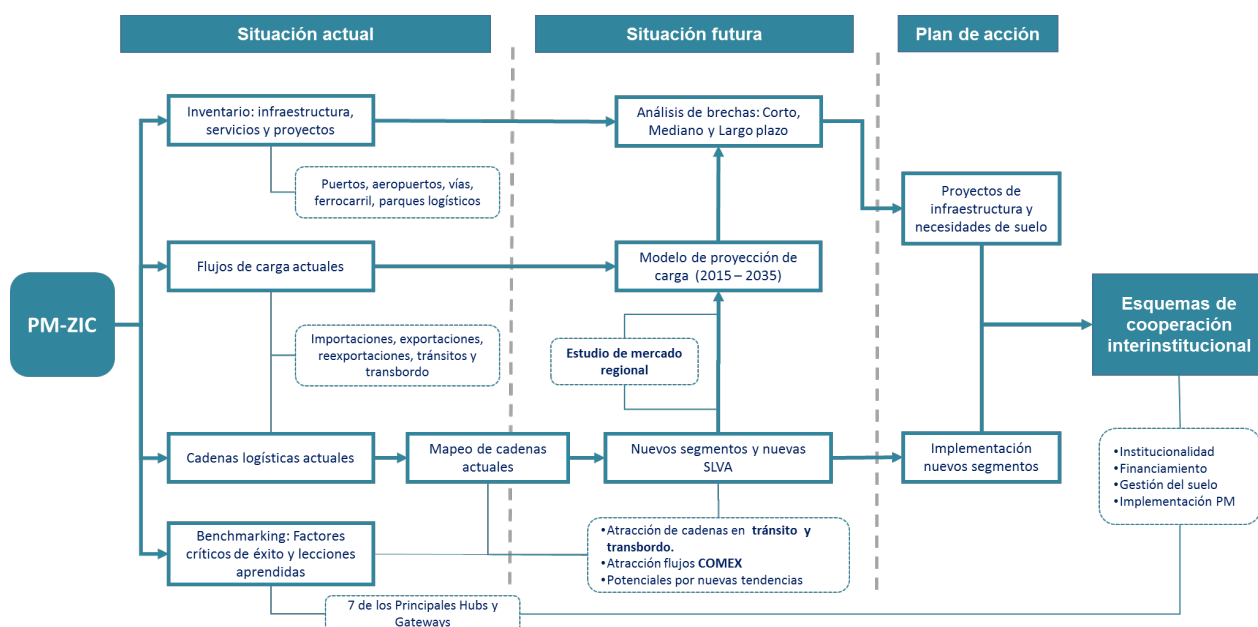 Situación actual
Situación futura
Plan de acción
PM-ZIC
Inventario: infraestructura,
servicios y proyectos
Puertos, aeropuertos, vías,
ferrocarril, parques logísticos
Flujos de carga actuales
Importaciones, exportaciones,
reexportaciones, tránsitos y
transbordo
Cadenas logísticas actuales
Mapeo de cadenas
actuales
Benchmarking: Factores
críticos de éxito y lecciones
aprendidas
7 de los Principales Hubs y
Gateways
Análisis de brechas: Corto,
Mediano y Largo plazo
Modelo de proyección de
carga (2015 – 2035)
Estudio de mercado
regional
Nuevos segmentos y nuevas
SLVA
•Atracción de cadenas en tránsito y
transbordo.
•Atracción flujos COMEX
•Potenciales por nuevas tendencias
Proyectos de
infraestructura y
necesidades de suelo
Implementación
nuevos segmentos
Esquemas de
cooperación
interinstitucional
•Institucionalidad
•Financiamiento
•Gestión del suelo
•Implementación PM